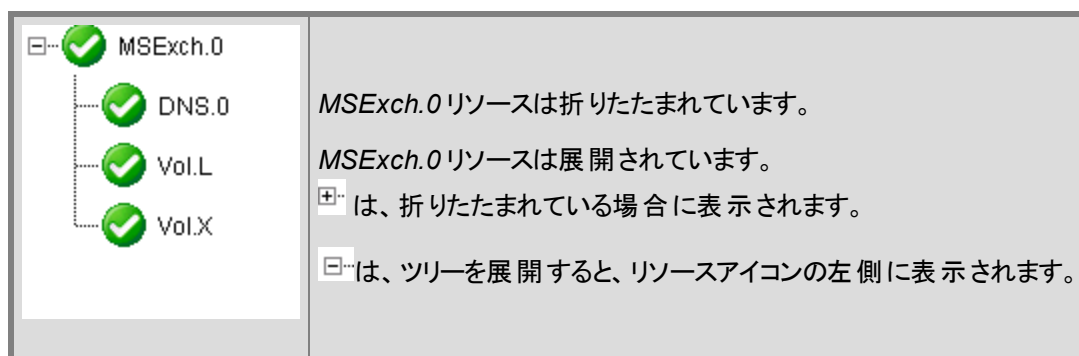 MSExch.0
DNS.0
Vol.L
Vol.X
MSExch.0 リソースは折りたたまれています。
MSExch.0 リソースは展開されています。
は、折りたたまれている場合に表示されます。
は、ツリーを展開すると、リソースアイコンの左側に表示されます。